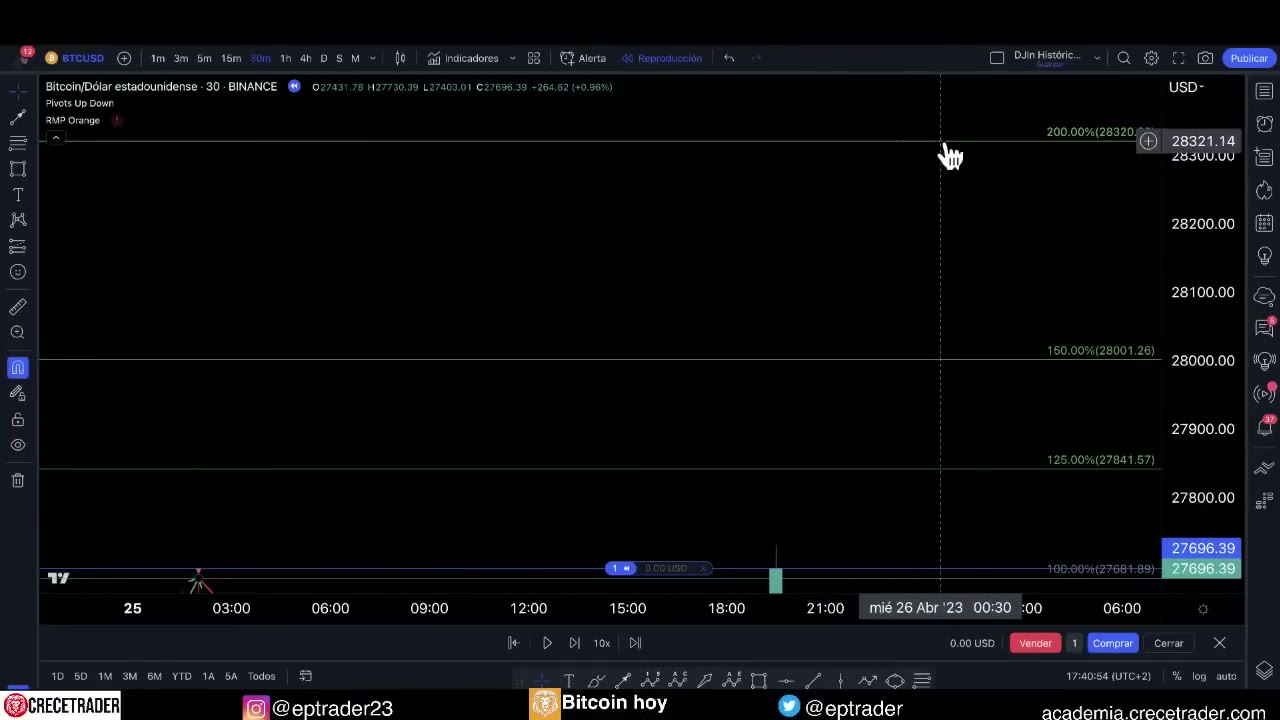 12
BTCUSD 1m 3m 5m 15m 30m 1h 4h D S M Indicadores Alerta Reproducción DJIn Históric... Publicar
Guardar
Bitcoin/Dólar estadounidense · 30 · BINANCE O27431.78 H27730.39 L27403.01 C27696.39 +264.62 (+0.96%) USD
Pivots Up Down
RMP Orange
200.00%(28320. 28321.14
28300.00
28200.00
28100.00
150.00%(28001.26) 28000.00
27900.00
125.00%(27841.57)
27800.00
27696.39
1 0.00 USD 100.00%(27681.89) 27696.39
25 03:00 06:00 09:00 12:00 15:00 18:00 21:00 mié 26 Abr '23 00:30 :00 06:00
10x 0.00 USD Vender 1 Comprar Cerrar
1D 5D 1M 3M 6M YTD 1A 5A Todos 17:40:54 (UTC+2) % log auto
5
37
CRECETRADER @eptrader23 Bitcoin hoy @eptrader academia.crecetrader.com